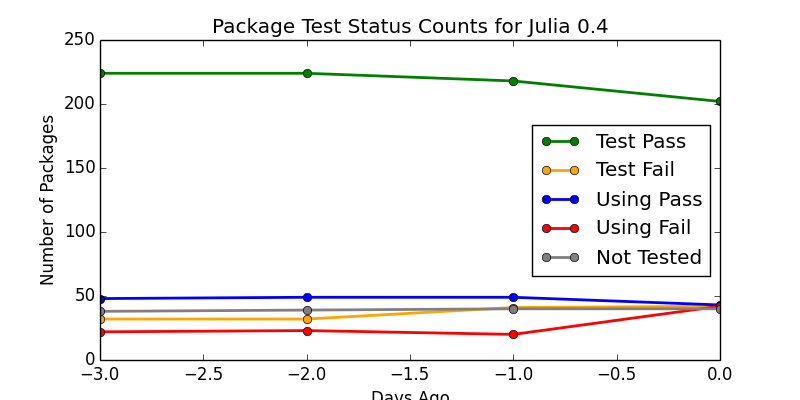 Package Test Status Counts for Julia 0.4
250
200
150
100
50
0
Number of Packages
Test Pass
Test Fail
Using Pass
Using Fail
Not Tested
−3.0 −2.5 −2.0 −1.5 −1.0 −0.5 0.0
Days Ago